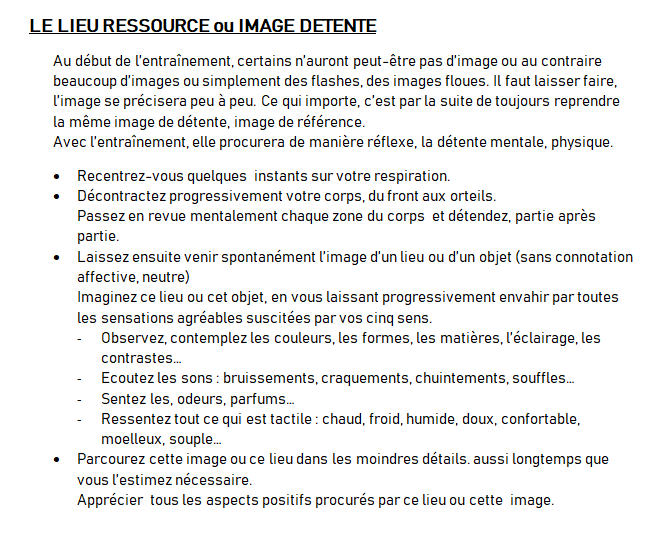 LE LIEU RESSOURCE ou IMAGE DETENTE
Au début de l'entraînement, certains n'auront peut-être pas d'image ou au contraire
beaucoup d'images ou simplement des flashes, des images floues. Il faut laisser faire,
l'image se précisera peu à peu. Ce qui importe, c'est par la suite de toujours reprendre
la même image de détente, image de référence.
Avec l'entraînement, elle procurera de manière réflexe, la détente mentale, physique.
• Recentrez-vous quelques instants sur votre respiration.
• Décontractez progressivement votre corps, du front aux orteils.
Passez en revue mentalement chaque zone du corps et détendez, partie après
partie.
• Laissez ensuite venir spontanément l'image d'un lieu ou d'un objet (sans connotation
affective, neutre)
Imaginez ce lieu ou cet objet, en vous laissant progressivement envahir par toutes
les sensations agréables suscitées par vos cinq sens.
- Observez, contemplez les couleurs, les formes, les matières, l'éclairage, les
contrastes...
- Ecoutez les sons : bruissements, craquements, chuintements, souffles...
- Sentez les, odeurs, parfums...
- Ressentez tout ce qui est tactile : chaud, froid, humide, doux, confortable,
moelleux, souple...
• Parcourez cette image ou ce lieu dans les moindres détails. aussi longtemps que
vous l'estimez nécessaire.
Apprécier tous les aspects positifs procurés par ce lieu ou cette image.